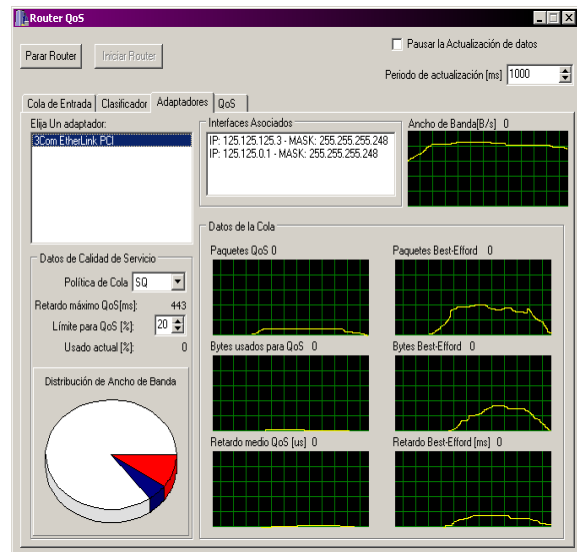 Router QoS
Parar Router
Iniciar Router
Pausar la Actualización de datos
Periodo de actualización [ms] 1000
Cola de Entrada Clasificador Adaptadores QoS
Elija Un adaptador:
3Com EtherLink PCI
Interfaces Asociados
IP: 125.125.125.3 - MASK: 255.255.255.248
IP: 125.125.0.1 - MASK: 255.255.255.248
Ancho de Banda[B/s] 0
Datos de Calidad de Servicio
Política de Cola SQ
Retardo máximo QoS[ms]: 443
Límite para QoS [%]: 20
Usado actual [%]: 0
Distribución de Ancho de Banda
Datos de la Cola
Paquetes QoS 0
Paquetes Best-Efford 0
Bytes usados para QoS 0
Bytes Best-Efford 0
Retardo medio QoS [us] 0
Retardo Best-Efford [ms] 0